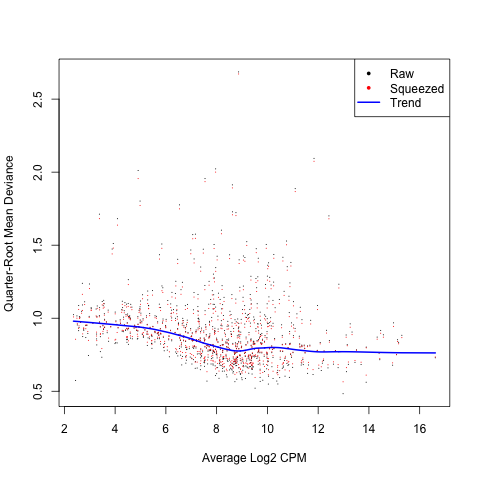 Raw
Squeezed
Trend
Quarter-Root Mean Deviance
2.5
2.0
1.5
1.0
0.5
2 4 6 8 10 12 14 16
Average Log2 CPM